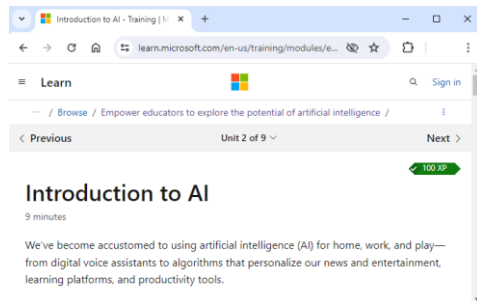 Introduction to AI - Training | M
learn.microsoft.com/en-us/training/modules/e...
Learn
Sign in
··· / Browse / Empower educators to explore the potential of artificial intelligence /
Previous
Unit 2 of 9
Next
100 XP
Introduction to AI
9 minutes
We've become accustomed to using artificial intelligence (AI) for home, work, and play—
from digital voice assistants to algorithms that personalize our news and entertainment,
learning platforms, and productivity tools.